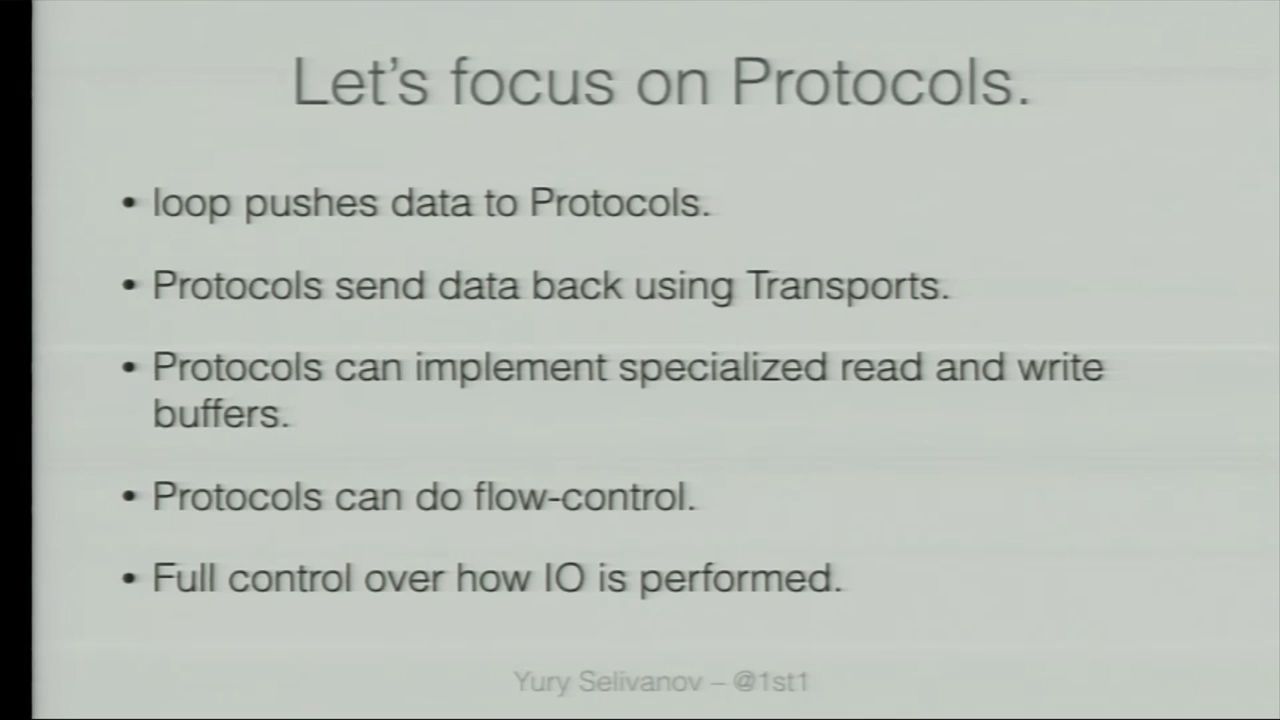 Let's focus on Protocols.
• loop pushes data to Protocols.
• Protocols send data back using Transports.
• Protocols can implement specialized read and write
buffers.
• Protocols can do flow-control.
• Full control over how IO is performed.
Yury Selivanov – @1st1